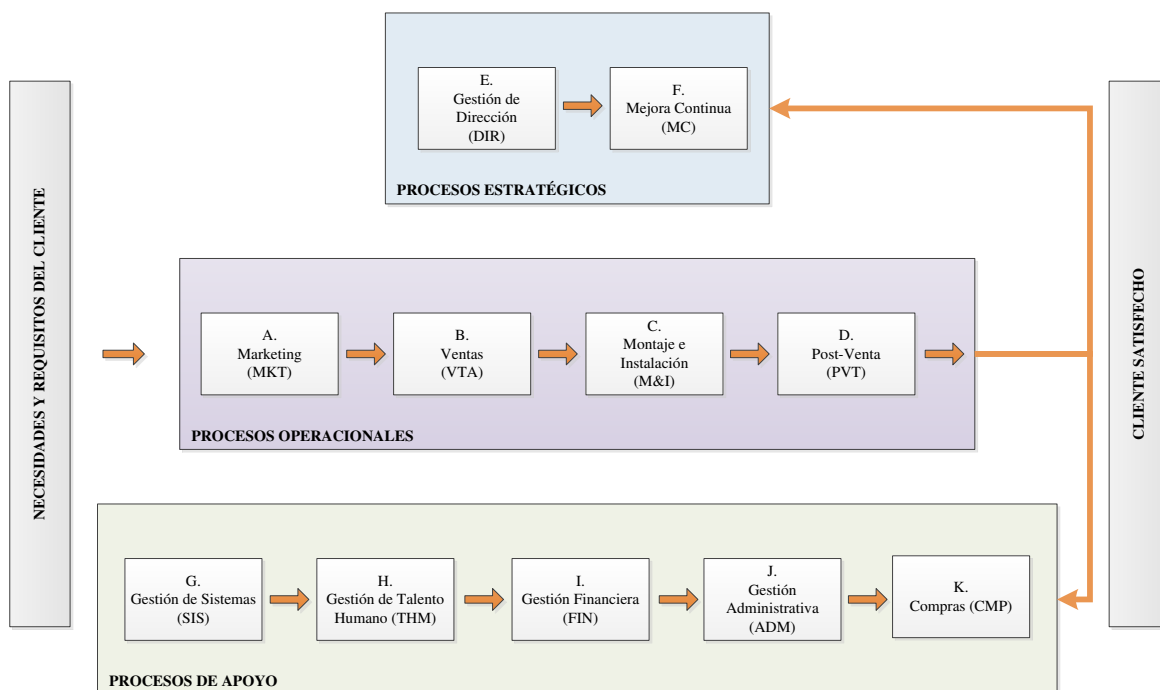 NECESIDADES Y REQUISITOS DEL CLIENTE
E.
Gestión de
Dirección
(DIR)
F.
Mejora Continua
(MC)
PROCESOS ESTRATÉGICOS
A.
Marketing
(MKT)
B.
Ventas
(VTA)
C.
Montaje e
Instalación
(M&I)
D.
Post-Venta
(PVT)
PROCESOS OPERACIONALES
G.
Gestión de Sistemas
(SIS)
H.
Gestión de Talento
Humano (THM)
I.
Gestión Financiera
(FIN)
J.
Gestión
Administrativa
(ADM)
K.
Compras (CMP)
PROCESOS DE APOYO
CLIENTE SATISFECHO